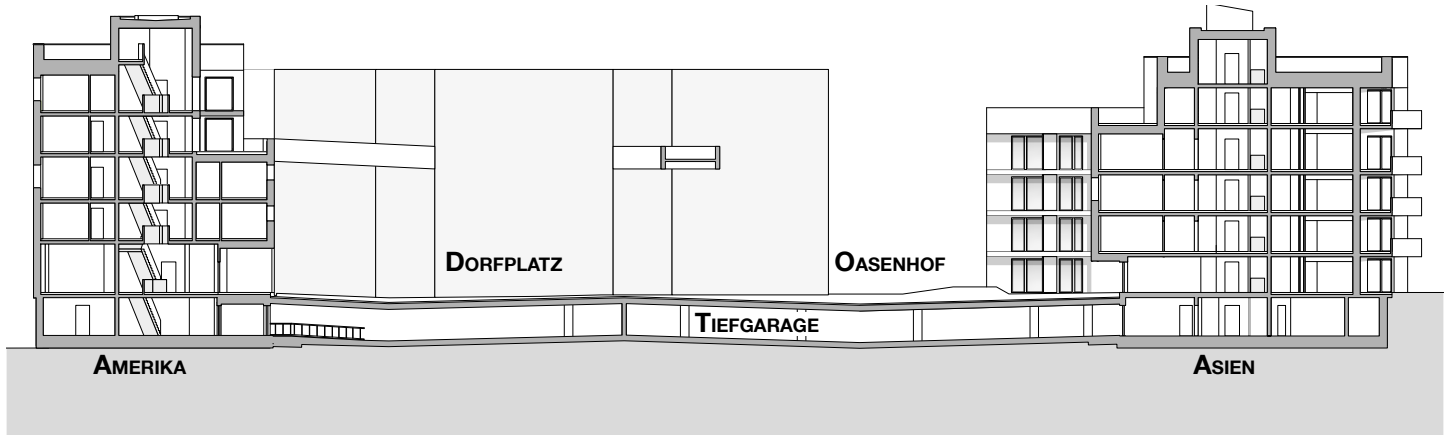 DORFPLATZ
OASENHOF
TIEFGARAGE
AMERIKA
ASIEN